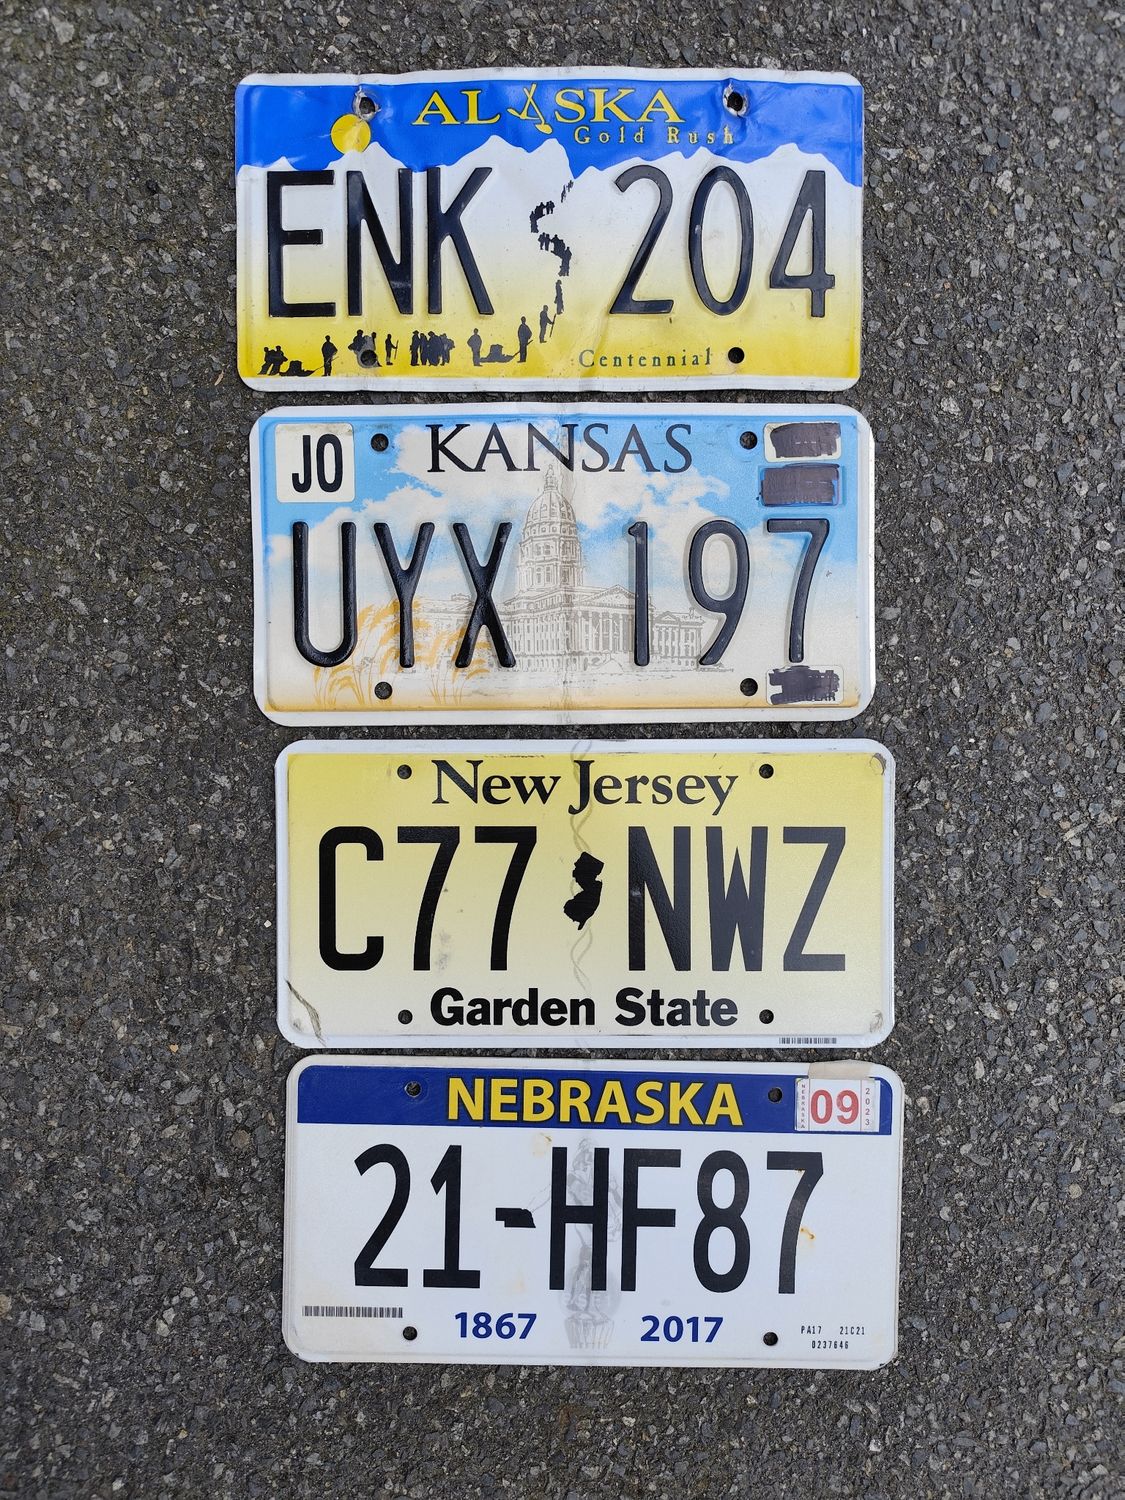 ALASKA
Gold Rush
ENK 204
Centennial
JO
KANSAS
UYX 197
New Jersey
C77 NWZ
Garden State
NEBRASKA
NEBRASKA 09 2023
21-HF87
1867 2017
PA17 21C21
0237646